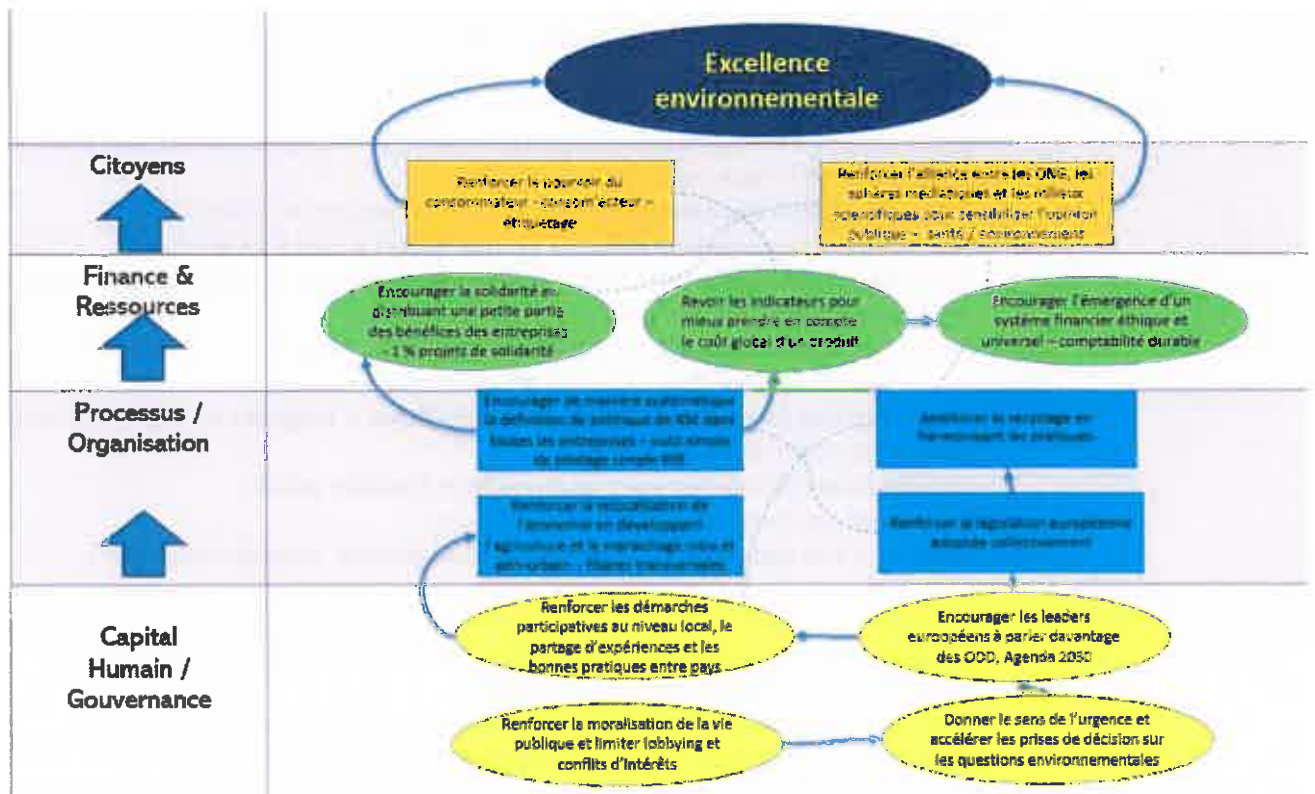 Excellence
environnementale
Citoyens
Renforcer le pouvoir du
consommateur – consom'acteur –
étiquetage
Renforcer l'alliance entre les ONG, les
sphères médiatiques et les milieux
scientifiques pour sensibiliser l'opinion
publique – santé / environnement
Finance &
Ressources
Encourager la solidarité en
distribuant une petite partie
des bénéfices des entreprises
- 1 % projets de solidarité
Revoir les indicateurs pour
mieux prendre en compte
le coût global d'un produit
Encourager l'émergence d'un
système financier éthique et
universel – comptabilité durable
Processus /
Organisation
Encourager de manière systématique
la définition de politique de RSE dans
toutes les entreprises – outil simple
de pilotage simple
Améliorer le recyclage en
harmonisant les pratiques
Renforcer la relocalisation de
l'économie en développant
l'agriculture et le maraîchage intra et
péri-urbain – filières transversales
Renforcer la régulation européenne
adoptée collectivement
Capital
Humain /
Gouvernance
Renforcer les démarches
participatives au niveau local, le
partage d'expériences et les
bonnes pratiques entre pays
Encourager les leaders
européens à parler davantage
des ODD, Agenda 2030
Renforcer la moralisation de la vie
publique et limiter lobbying et
conflits d'intérêts
Donner le sens de l'urgence et
accélérer les prises de décision sur
les questions environnementales